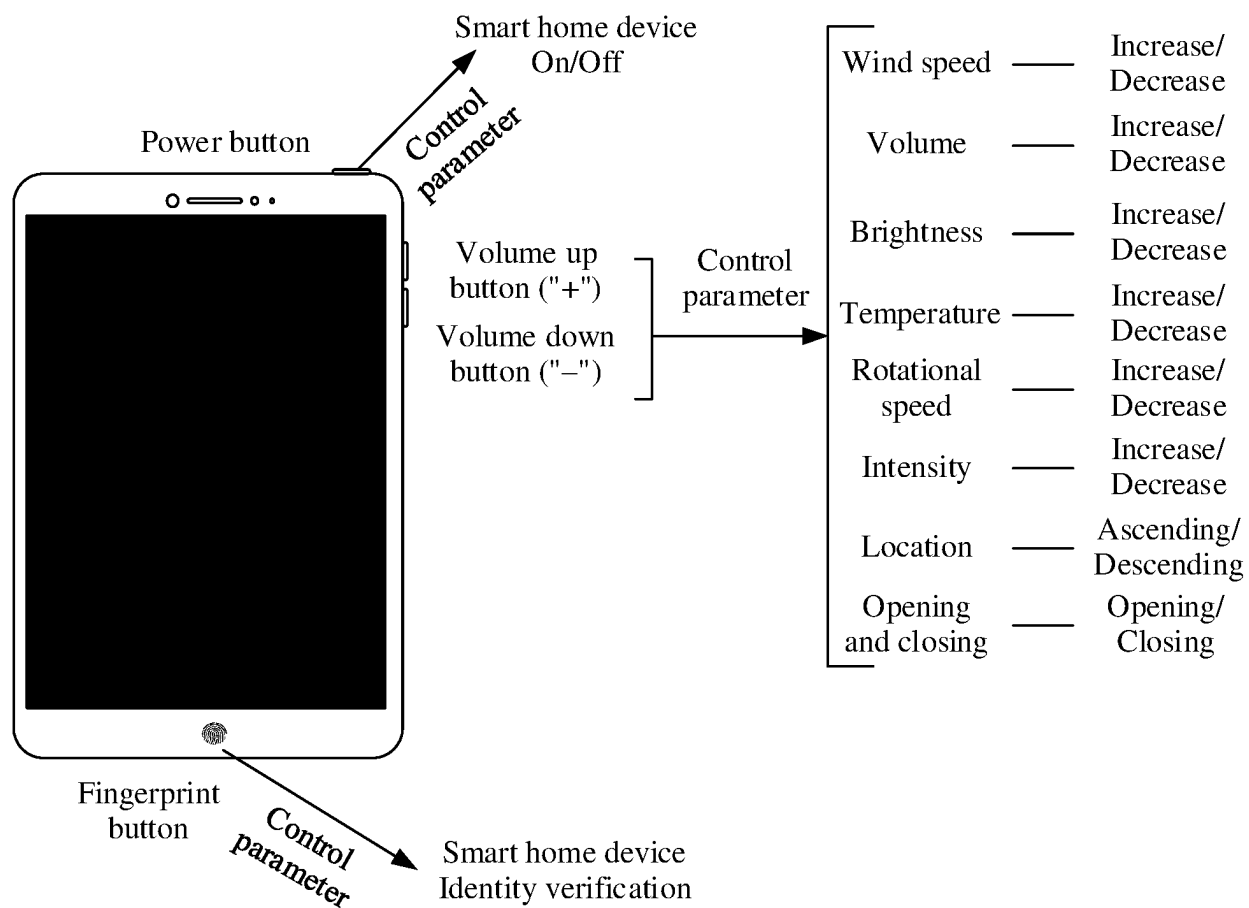 Smart home device
On/Off
Control
parameter
Power button
Volume up
button ("+")
Volume down
button ("–")
Control
parameter
Wind speed
Increase/
Decrease
Volume
Increase/
Decrease
Brightness
Increase/
Decrease
Temperature
Increase/
Decrease
Rotational
speed
Increase/
Decrease
Intensity
Increase/
Decrease
Location
Ascending/
Descending
Opening
and closing
Opening/
Closing
Fingerprint
button
Control
parameter
Smart home device
Identity verification